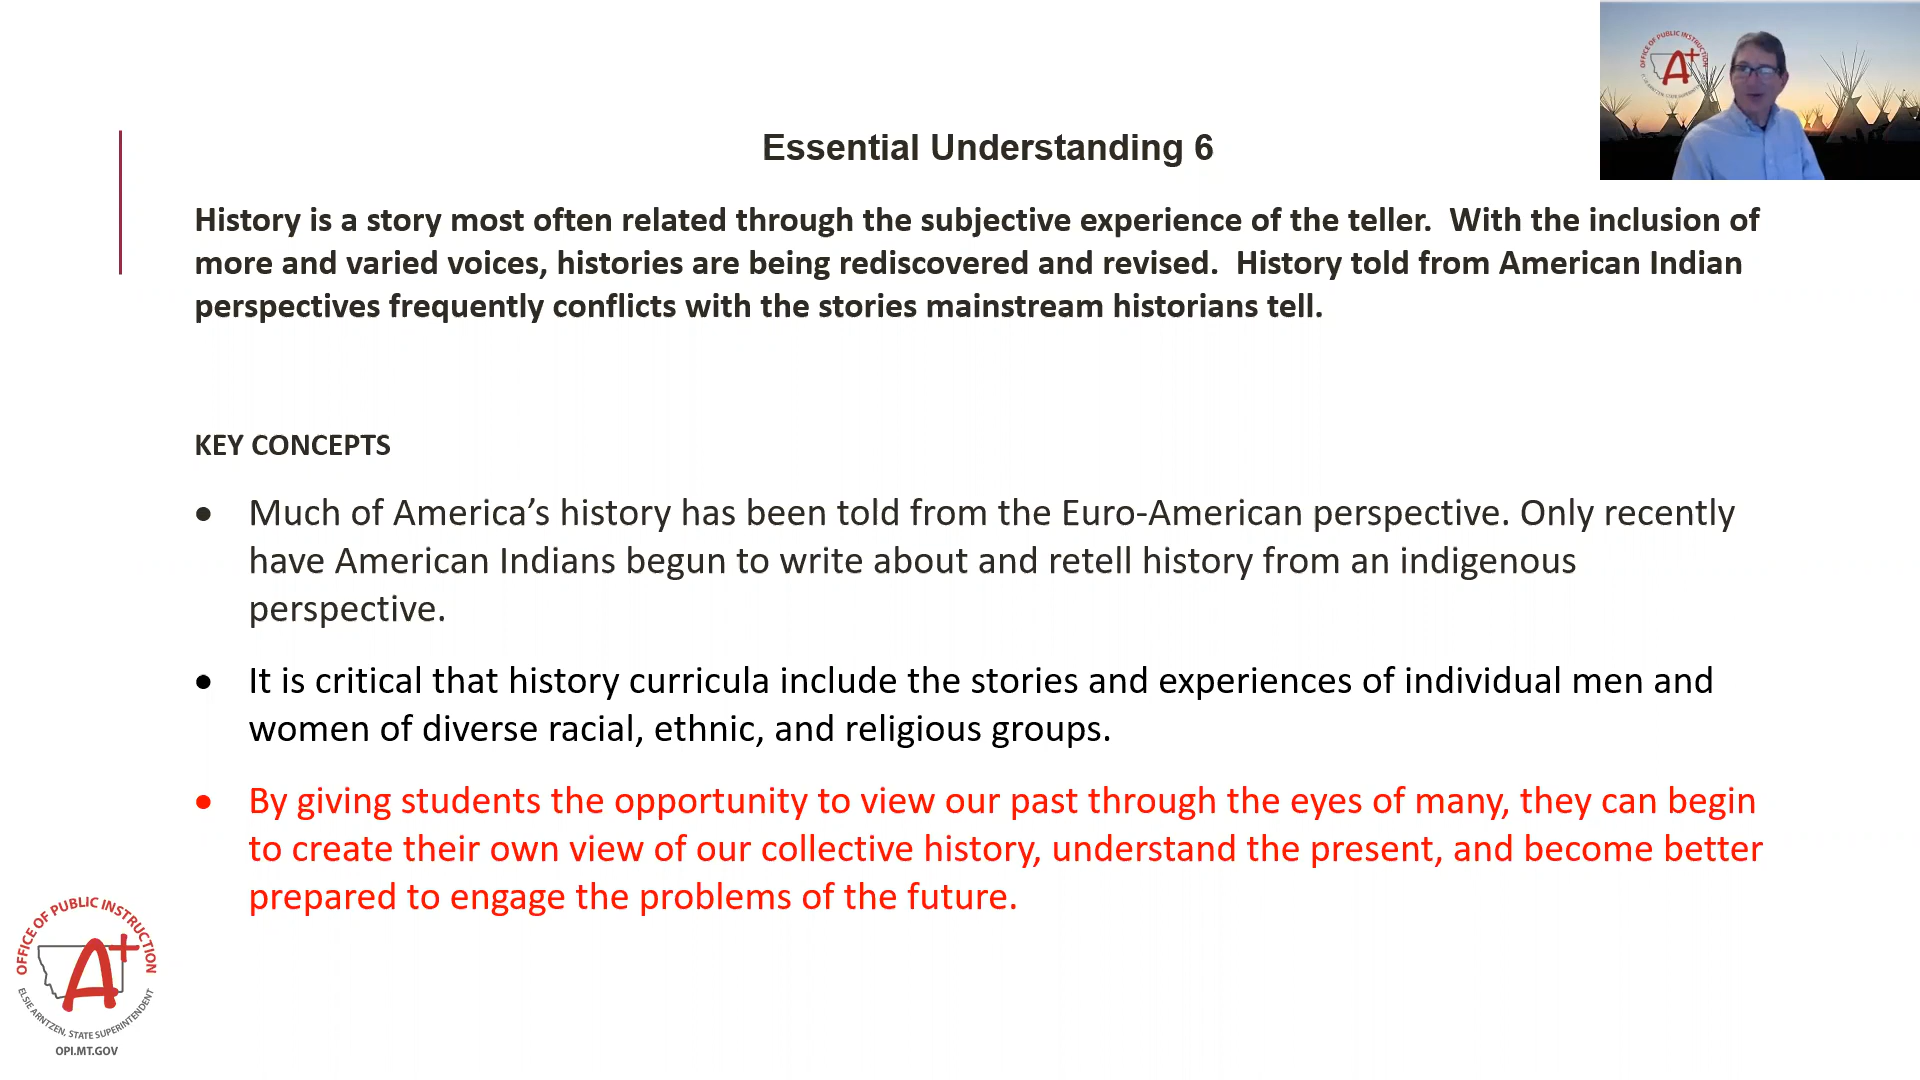 Essential Understanding 6
History is a story most often related through the subjective experience of the teller.  With the inclusion of
more and varied voices, histories are being rediscovered and revised.  History told from American Indian
perspectives frequently conflicts with the stories mainstream historians tell.
KEY CONCEPTS
• Much of America’s history has been told from the Euro-American perspective. Only recently
have American Indians begun to write about and retell history from an indigenous
perspective.
• It is critical that history curricula include the stories and experiences of individual men and
women of diverse racial, ethnic, and religious groups.
• By giving students the opportunity to view our past through the eyes of many, they can begin
to create their own view of our collective history, understand the present, and become better
prepared to engage the problems of the future.
OFFICE OF PUBLIC INSTRUCTION
A+
ELSIE ARNTZEN, STATE SUPERINTENDENT
OPI.MT.GOV
OFFICE OF PUBLIC INSTRUCTION
A+